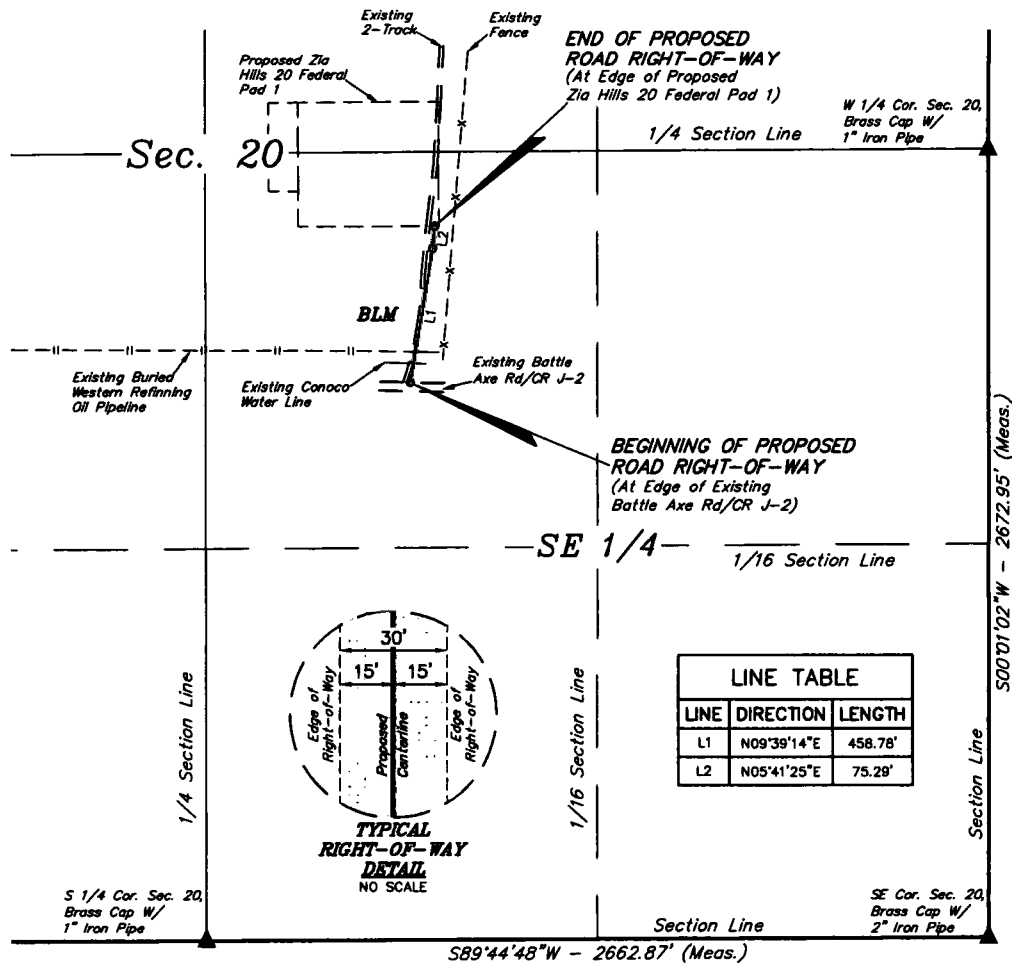 Existing
2-Track
Existing
Fence
END OF PROPOSED
ROAD RIGHT-OF-WAY
(At Edge of Proposed
Zia Hills 20 Federal Pad 1)
Proposed Zia
Hills 20 Federal
Pad 1
W 1/4 Cor. Sec. 20,
Brass Cap W/
1" Iron Pipe
1/4 Section Line
Sec. 20
L2
BLM
L1
Existing Buried
Western Refinning
Oil Pipeline
Existing Conoco
Water Line
Existing Battle
Axe Rd/CR J-2
BEGINNING OF PROPOSED
ROAD RIGHT-OF-WAY
(At Edge of Existing
Battle Axe Rd/CR J-2)
S00°01'02"W - 2672.95' (Meas.)
SE 1/4
1/16 Section Line
30'
15' 15'
Edge of
Right-of-Way
Proposed
Centerline
Edge of
Right-of-Way
TYPICAL
RIGHT-OF-WAY
DETAIL
NO SCALE
1/4 Section Line
1/16 Section Line
LINE TABLE
LINE DIRECTION LENGTH
L1 N09°39'14"E 458.78'
L2 N05°41'25"E 75.29'
Section Line
S 1/4 Cor. Sec. 20,
Brass Cap W/
1" Iron Pipe
SE Cor. Sec. 20,
Brass Cap W/
2" Iron Pipe
Section Line
S89°44'48"W - 2662.87' (Meas.)